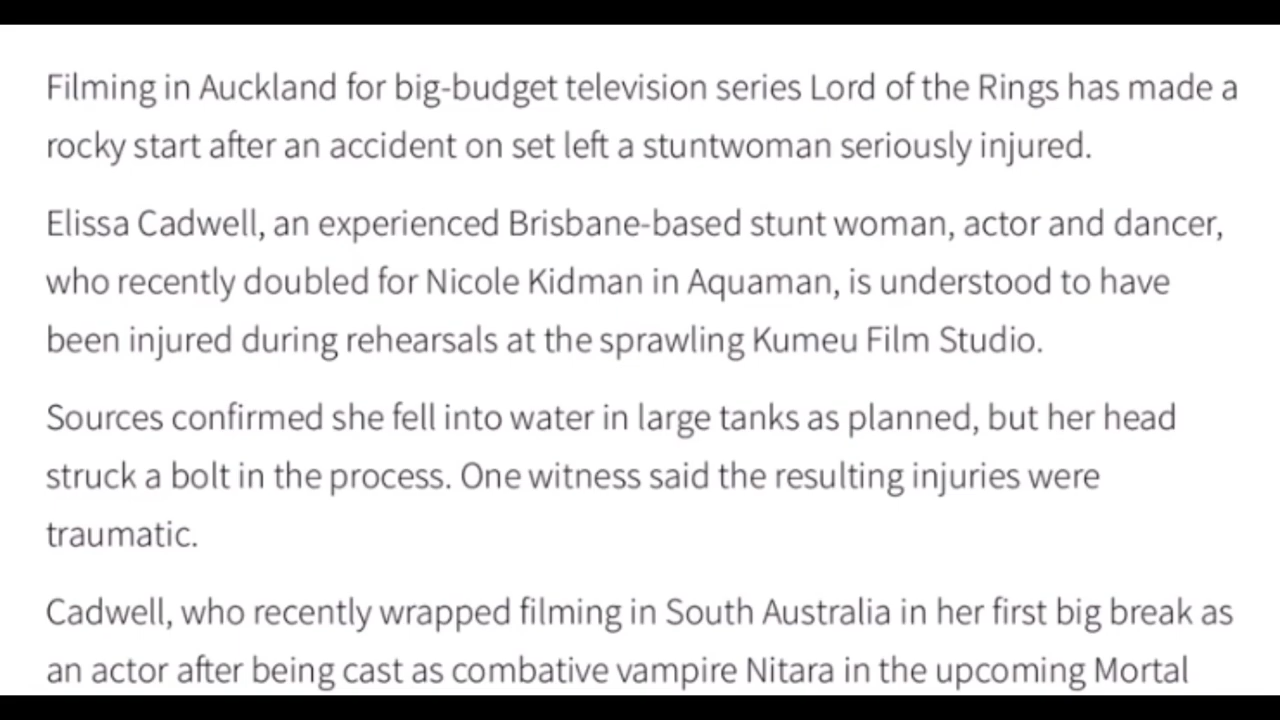 Filming in Auckland for big-budget television series Lord of the Rings has made a
rocky start after an accident on set left a stuntwoman seriously injured.
Elissa Cadwell, an experienced Brisbane-based stunt woman, actor and dancer,
who recently doubled for Nicole Kidman in Aquaman, is understood to have
been injured during rehearsals at the sprawling Kumeu Film Studio.
Sources confirmed she fell into water in large tanks as planned, but her head
struck a bolt in the process. One witness said the resulting injuries were
traumatic.
Cadwell, who recently wrapped filming in South Australia in her first big break as
an actor after being cast as combative vampire Nitara in the upcoming Mortal